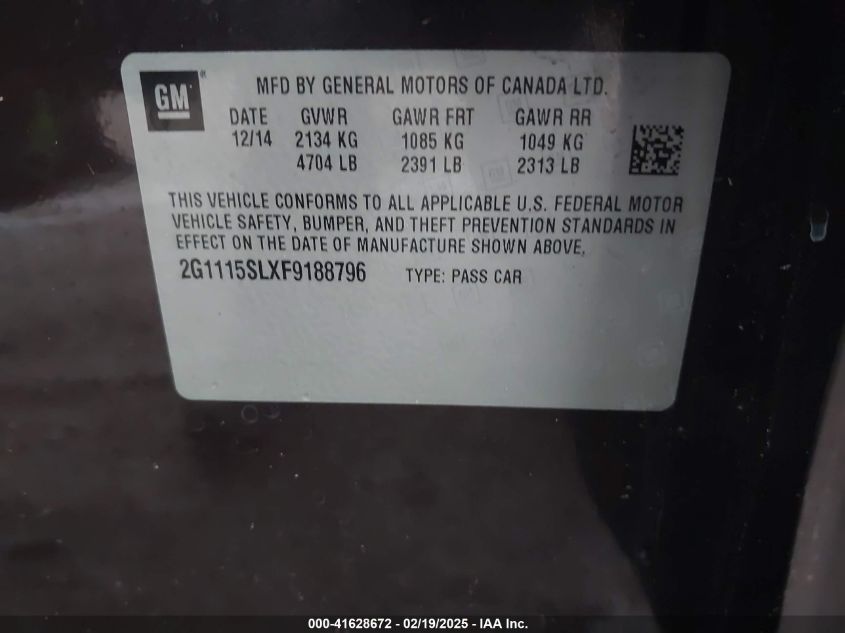 GM ® MFD BY GENERAL MOTORS OF CANADA LTD.
DATE GVWR GAWR FRT GAWR RR
12/14 2134 KG 1085 KG 1049 KG
4704 LB 2391 LB 2313 LB
THIS VEHICLE CONFORMS TO ALL APPLICABLE U.S. FEDERAL MOTOR
VEHICLE SAFETY, BUMPER, AND THEFT PREVENTION STANDARDS IN
EFFECT ON THE DATE OF MANUFACTURE SHOWN ABOVE.
2G1115SLXF9188796 TYPE: PASS CAR
000-41628672 - 02/19/2025 - IAA Inc.